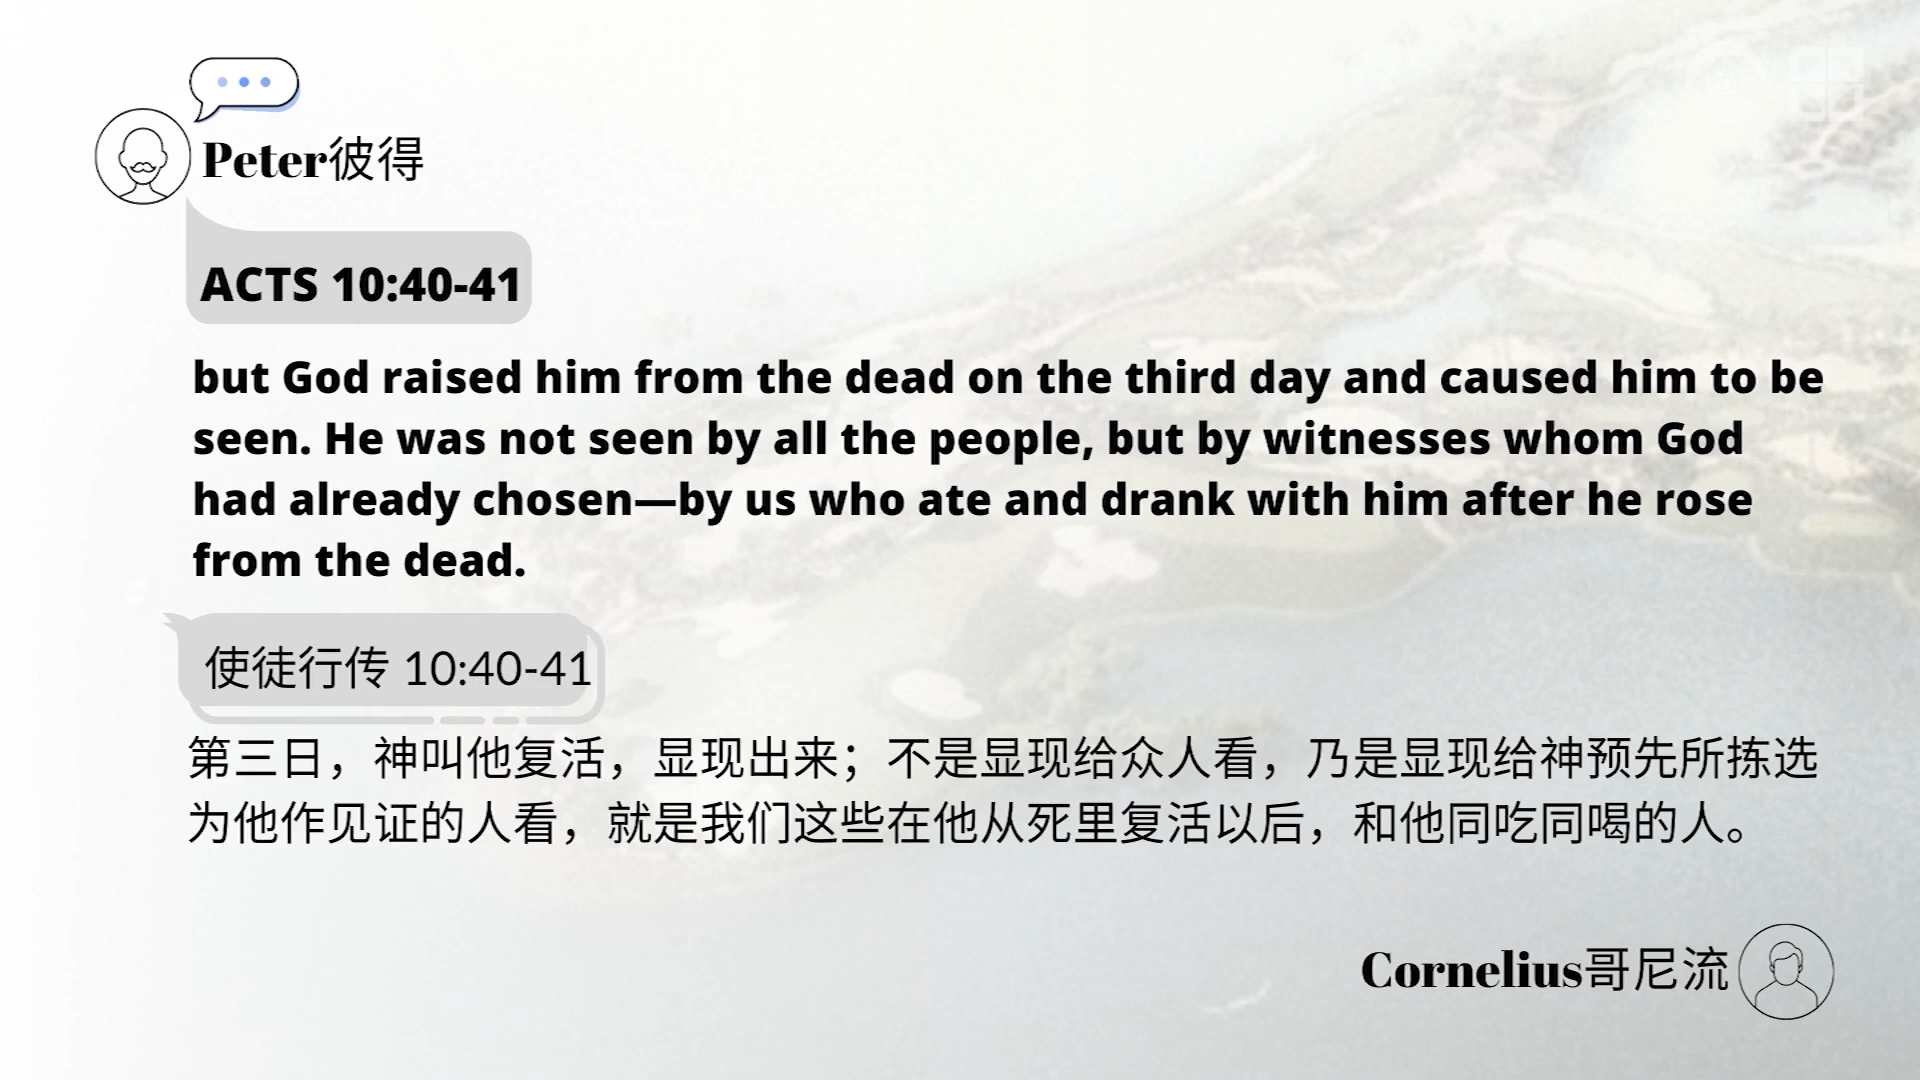 Peter彼得
ACTS 10:40-41
but God raised him from the dead on the third day and caused him to be
seen. He was not seen by all the people, but by witnesses whom God
had already chosen—by us who ate and drank with him after he rose
from the dead.
使徒行传 10:40-41
第三日，神叫他复活，显现出来；不是显现给众人看，乃是显现给神预先所拣选
为他作见证的人看，就是我们这些在他从死里复活以后，和他同吃同喝的人。
Cornelius哥尼流